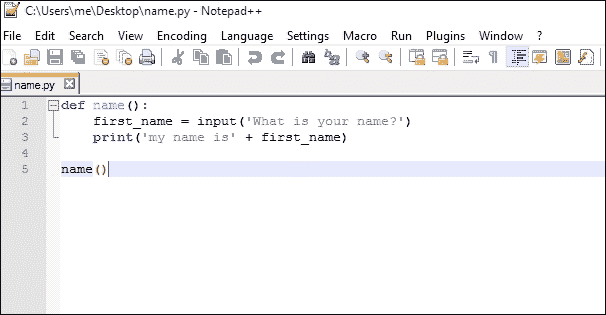 C:\Users\me\Desktop\name.py - Notepad++
File Edit Search View Encoding Language Settings Macro Run Plugins Window ?
name.py
1 def name():
2     first_name = input('What is your name?')
3     print('my name is' + first_name)
4
5 name()